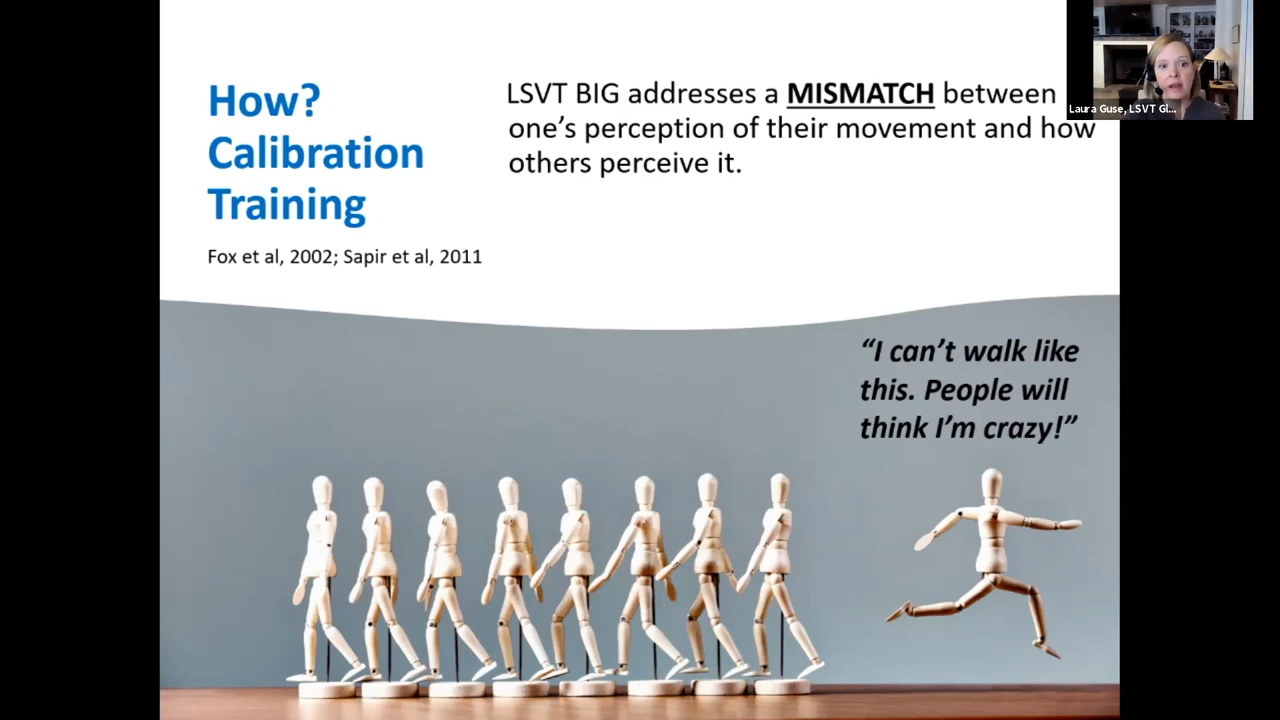 How?
Calibration
Training
Fox et al, 2002; Sapir et al, 2011
LSVT BIG addresses a MISMATCH between
one’s perception of their movement and how
others perceive it.
Laura Guse, LSVT Gl...
“I can’t walk like
this. People will
think I’m crazy!”